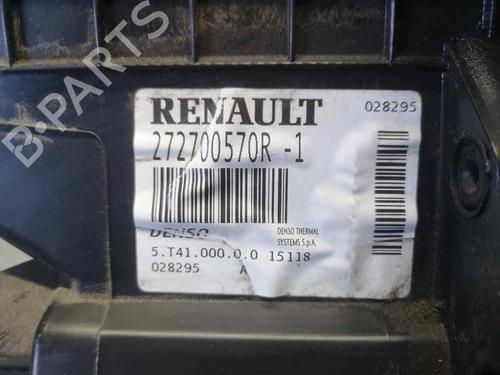 B-PARTS
RENAULT
028295
272700570R -1
DENSO
DENSO THERMAL
SYSTEMS S.p.A.
5.T41.000.0.0 15118
028295 A